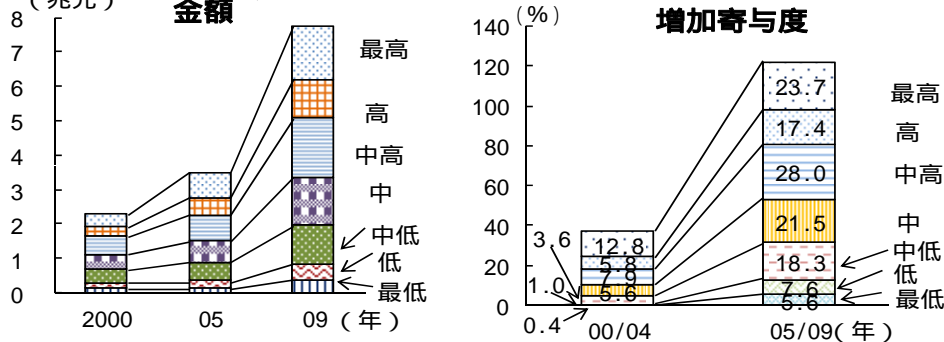 （兆元）
金額
8
7
6
5
4
3
2
1
0
2000
05
09
（年）
最高
高
中高
中
中低
低
最低
(%)
増加寄与度
140
120
100
80
60
40
20
0
3.6
12.8
5.8
7.9
5.6
1.0
0.4
23.7
17.4
28.0
21.5
18.3
7.6
5.6
00/04
05/09(年)
最高
高
中高
中
中低
低
最低